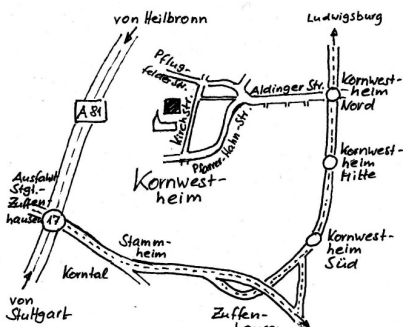 von Heilbronn
Ludwigsburg
Pflug-
felder Str.
Aldinger Str.
Kornwest-
heim
Nord
A 81
Kirchstr.
Pfarrer-Hahn-Str.
Kornwest-
heim
Mitte
Kornwest-
heim
Ausfahrt
Stgt.-
Zuffen-
hausen
17
Stamm-
heim
Kornwest-
heim
Süd
Korntal
von
Stuttgart
Zuffen-